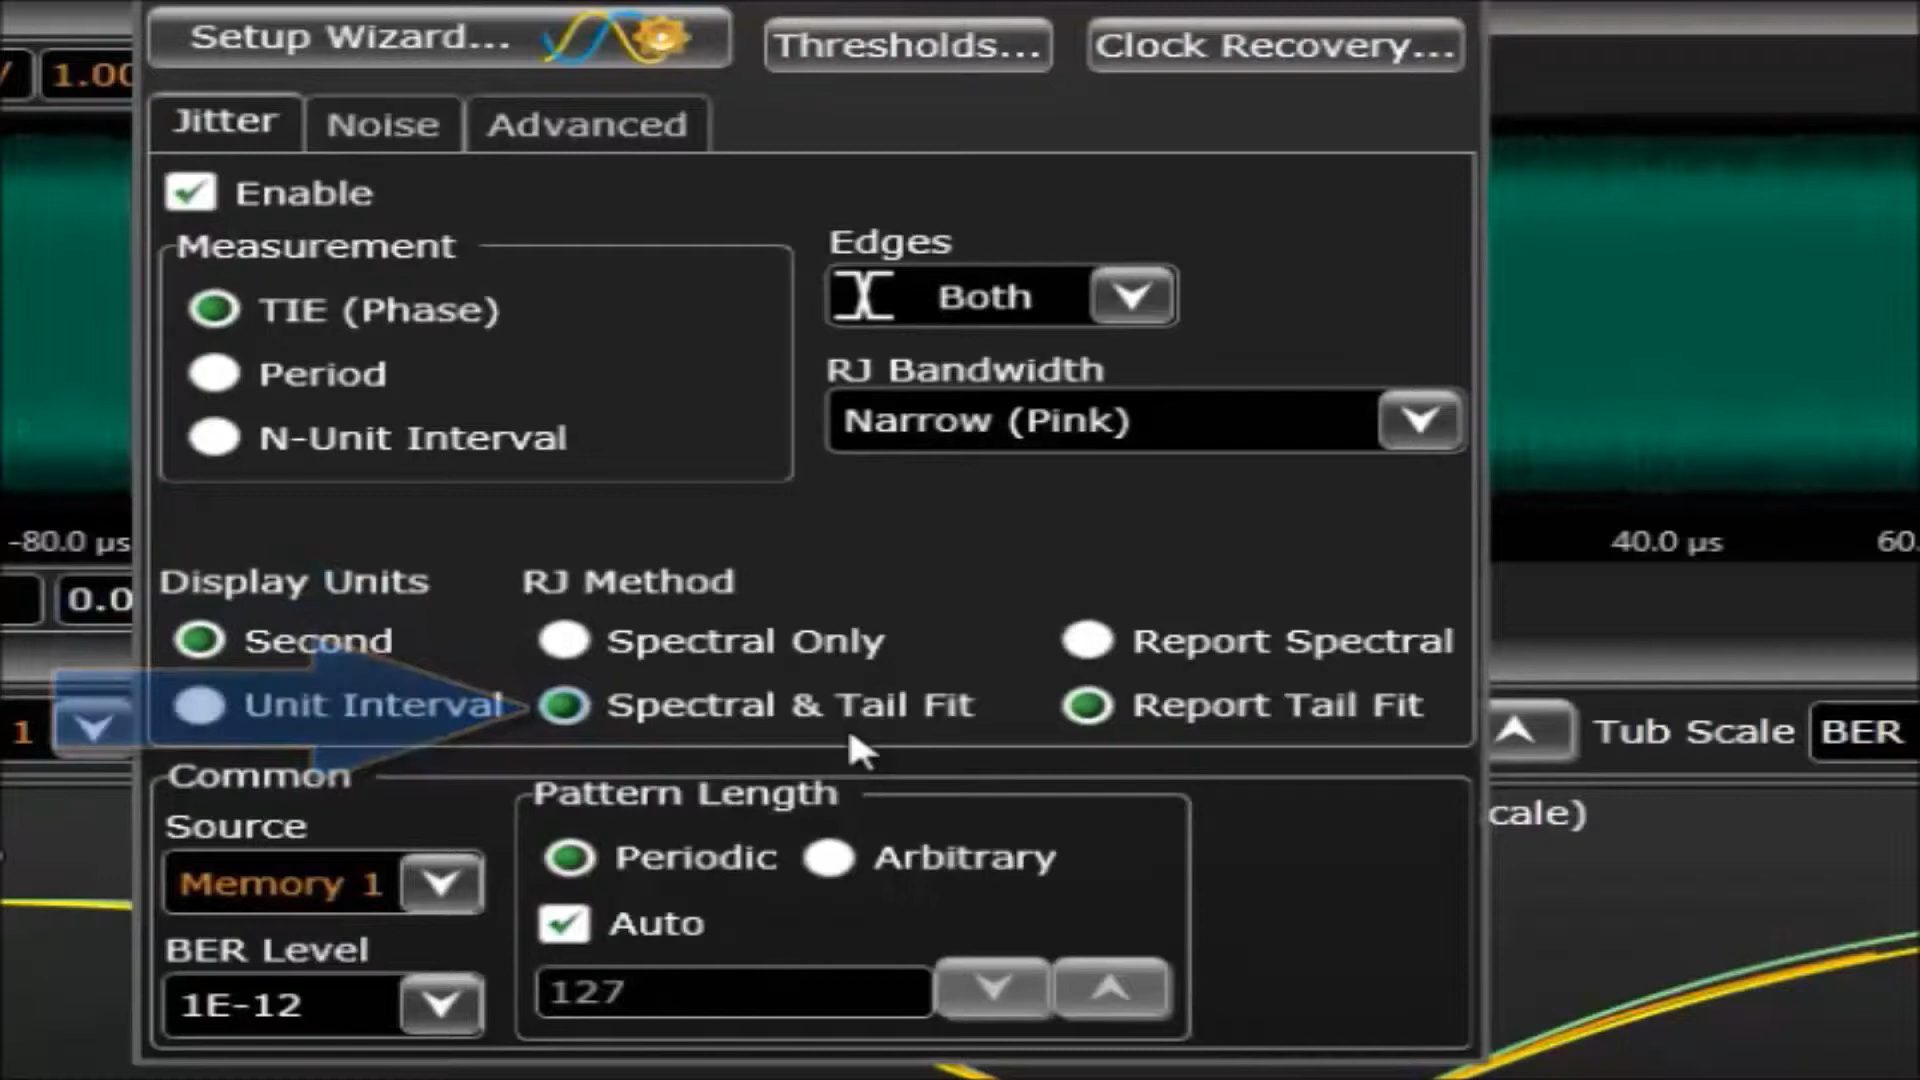 Setup Wizard...
Thresholds...
Clock Recovery...
1.00
Jitter
Noise
Advanced
Enable
Measurement
TIE (Phase)
Period
N-Unit Interval
Edges
Both
RJ Bandwidth
Narrow (Pink)
-80.0 µs
40.0 µs
60.
0.0
Display Units
Second
Unit Interval
RJ Method
Spectral Only
Spectral & Tail Fit
Report Spectral
Report Tail Fit
1
Tub Scale
BER
cale)
Common
Source
Memory 1
BER Level
1E-12
Pattern Length
Periodic
Arbitrary
Auto
127